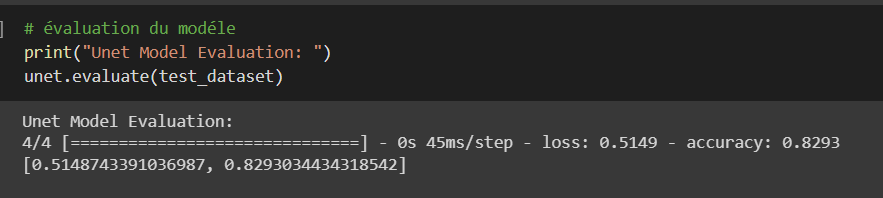 # évaluation du modéle
print("Unet Model Evaluation: ")
unet.evaluate(test_dataset)
Unet Model Evaluation:
4/4 [==============================] - 0s 45ms/step - loss: 0.5149 - accuracy: 0.8293
[0.5148743391036987, 0.8293034434318542]